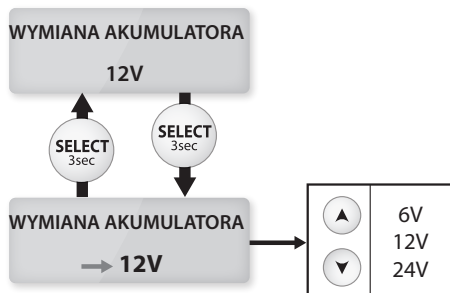 WYMIANA AKUMULATORA
12V
SELECT
3sec
SELECT
3sec
WYMIANA AKUMULATORA
12V
6V
12V
24V